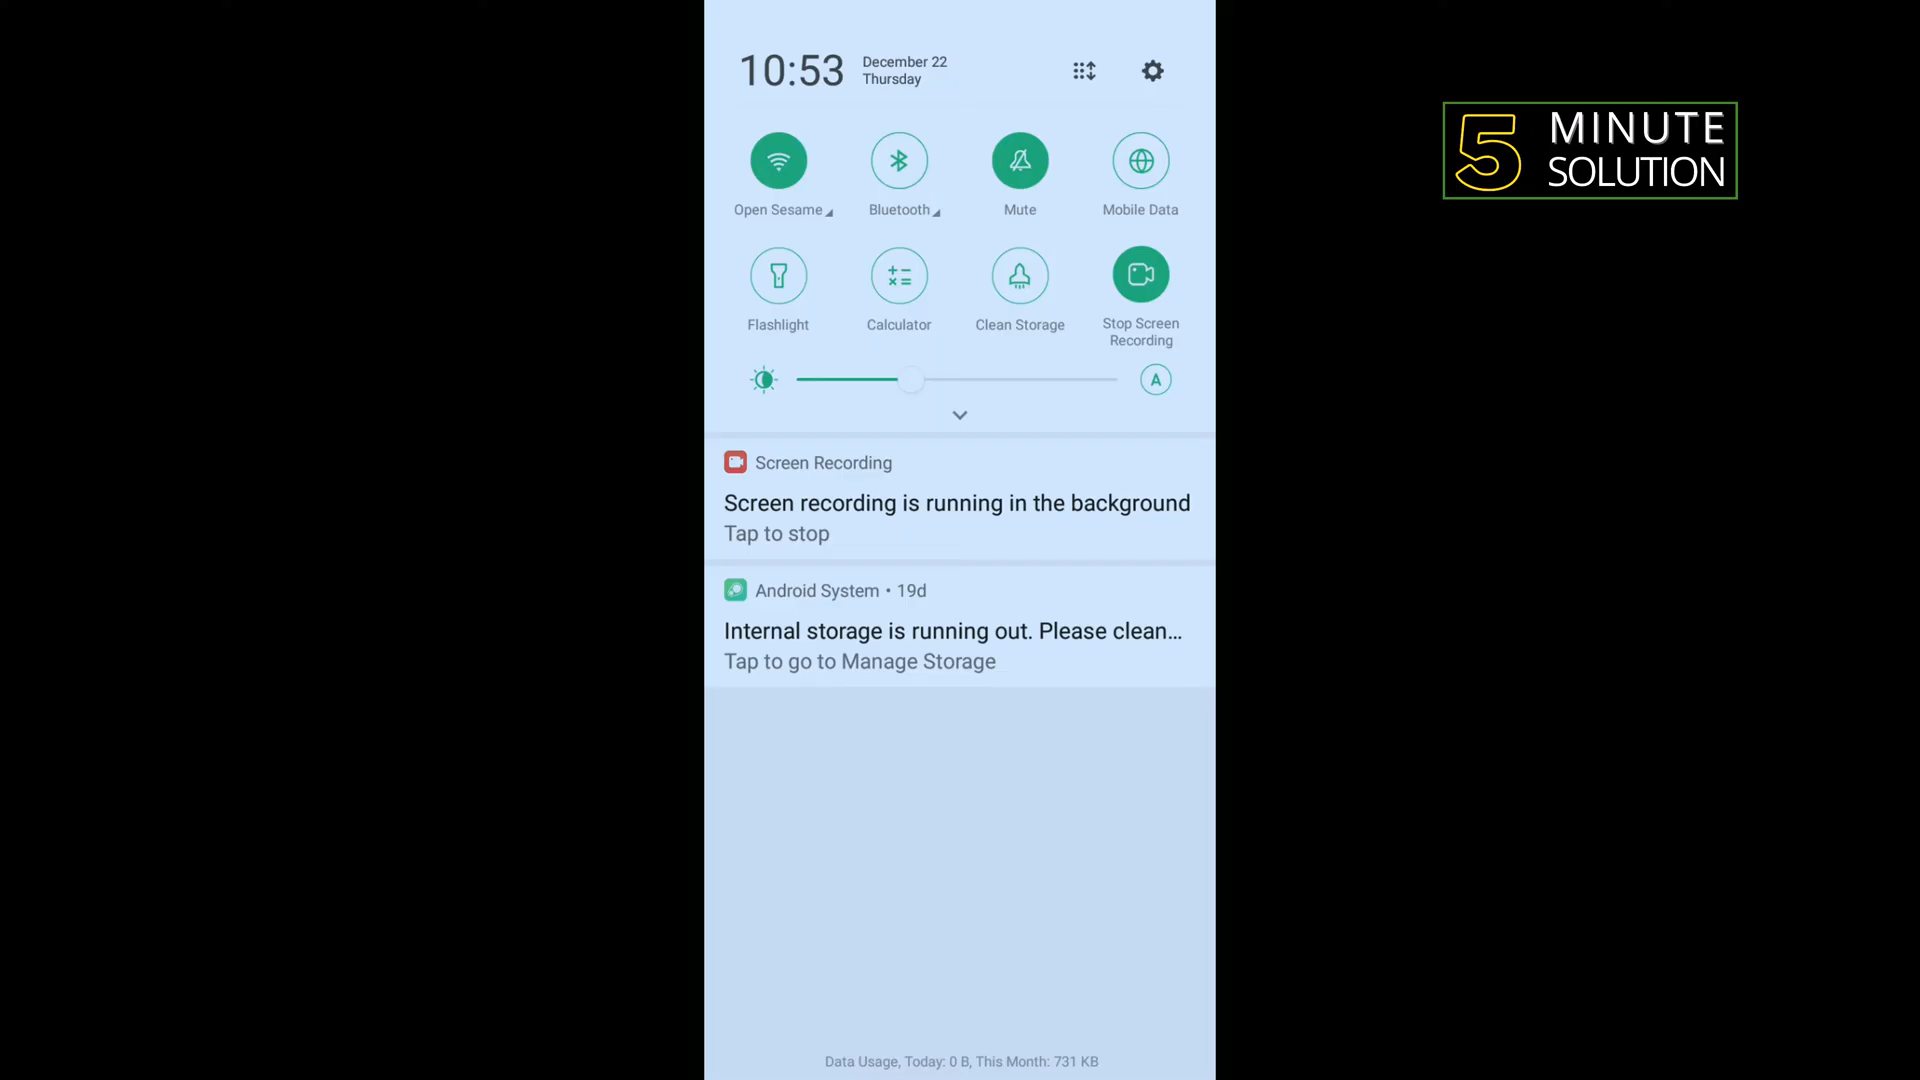 10:53
December 22
Thursday
Open Sesame
Bluetooth
Mute
Mobile Data
Flashlight
Calculator
Clean Storage
Stop Screen
Recording
A
Screen Recording
Screen recording is running in the background
Tap to stop
Android System • 19d
Internal storage is running out. Please clean...
Tap to go to Manage Storage
Data Usage, Today: 0 B, This Month: 731 KB
5 MINUTE
SOLUTION